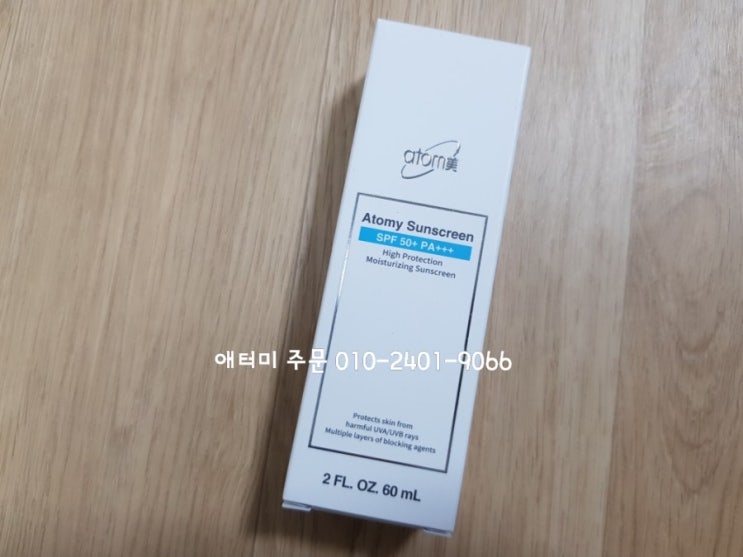 atom美
Atomy Sunscreen
SPF 50+ PA+++
High Protection
Moisturizing Sunscreen
애터미 주문 010-2401-9066
Protects skin from
harmful UVA/UVB rays
Multiple layers of blocking agents
2 FL. OZ. 60 mL